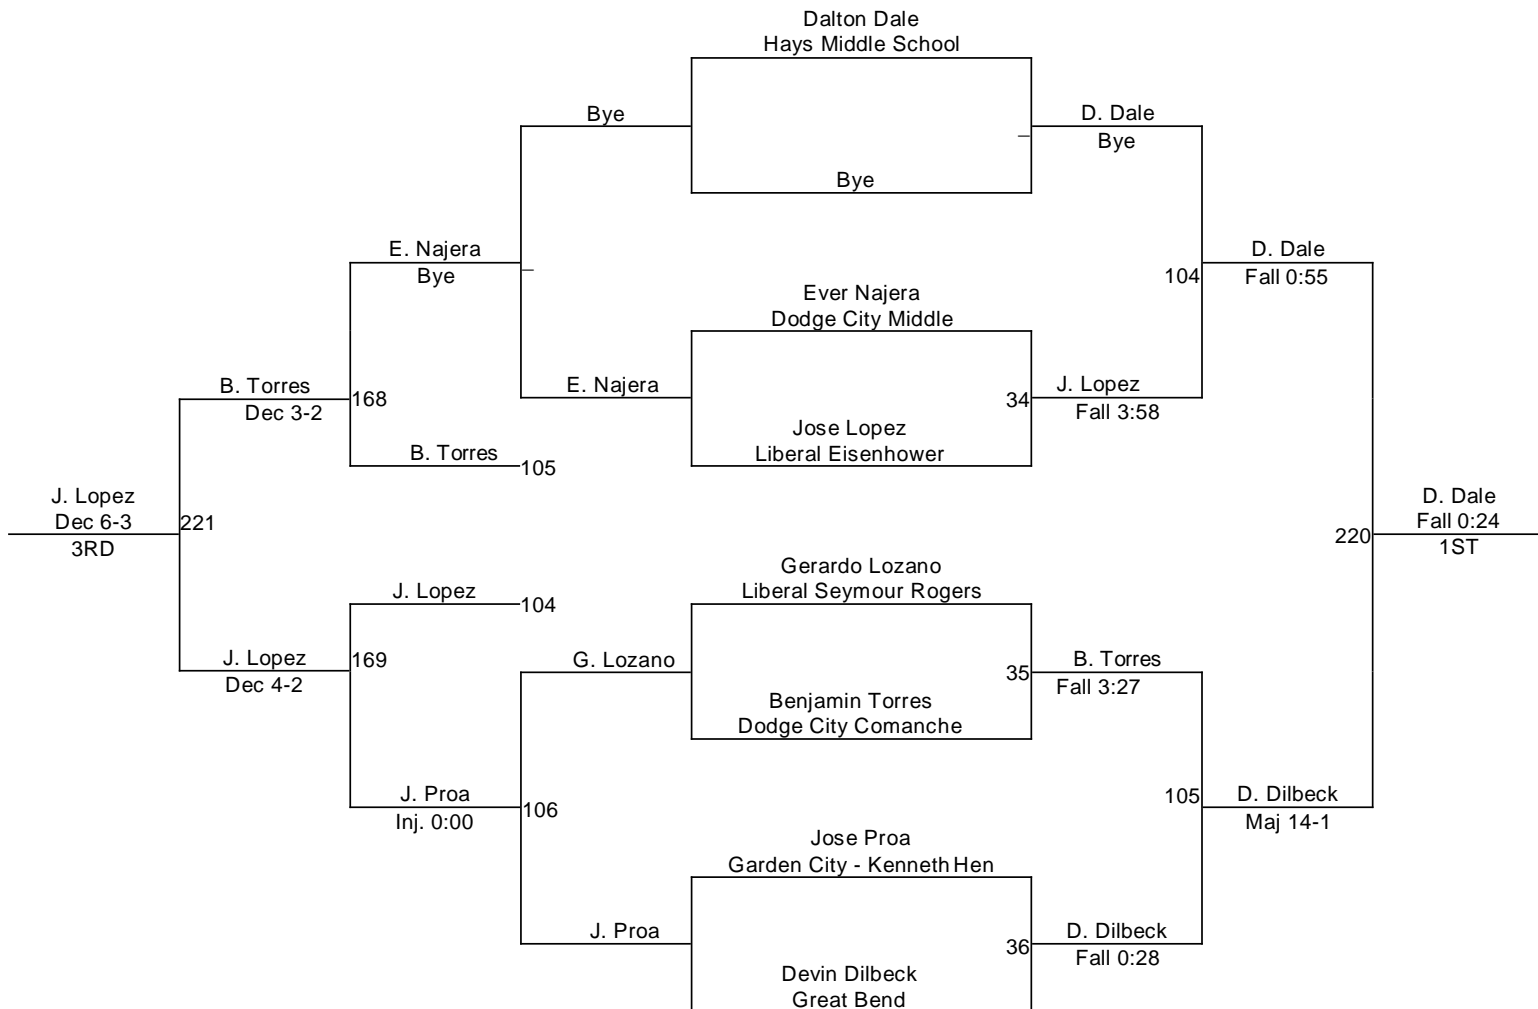 Dalton Dale
Hays Middle School
Bye
D. Dale
Bye
Bye
E. Najera
Bye
D. Dale
104
Fall 0:55
Ever Najera
Dodge City Middle
B. Torres
168
Dec 3-2
E. Najera
34
J. Lopez
Fall 3:58
Jose Lopez
Liberal Eisenhower
B. Torres
105
J. Lopez
Dec 6-3
221
3RD
D. Dale
Fall 0:24
220
1ST
Gerardo Lozano
Liberal Seymour Rogers
J. Lopez
104
J. Lopez
169
Dec 4-2
G. Lozano
35
B. Torres
Fall 3:27
Benjamin Torres
Dodge City Comanche
J. Proa
106
Inj. 0:00
105
D. Dilbeck
Maj 14-1
Jose Proa
Garden City - Kenneth Hen
J. Proa
36
D. Dilbeck
Fall 0:28
Devin Dilbeck
Great Bend